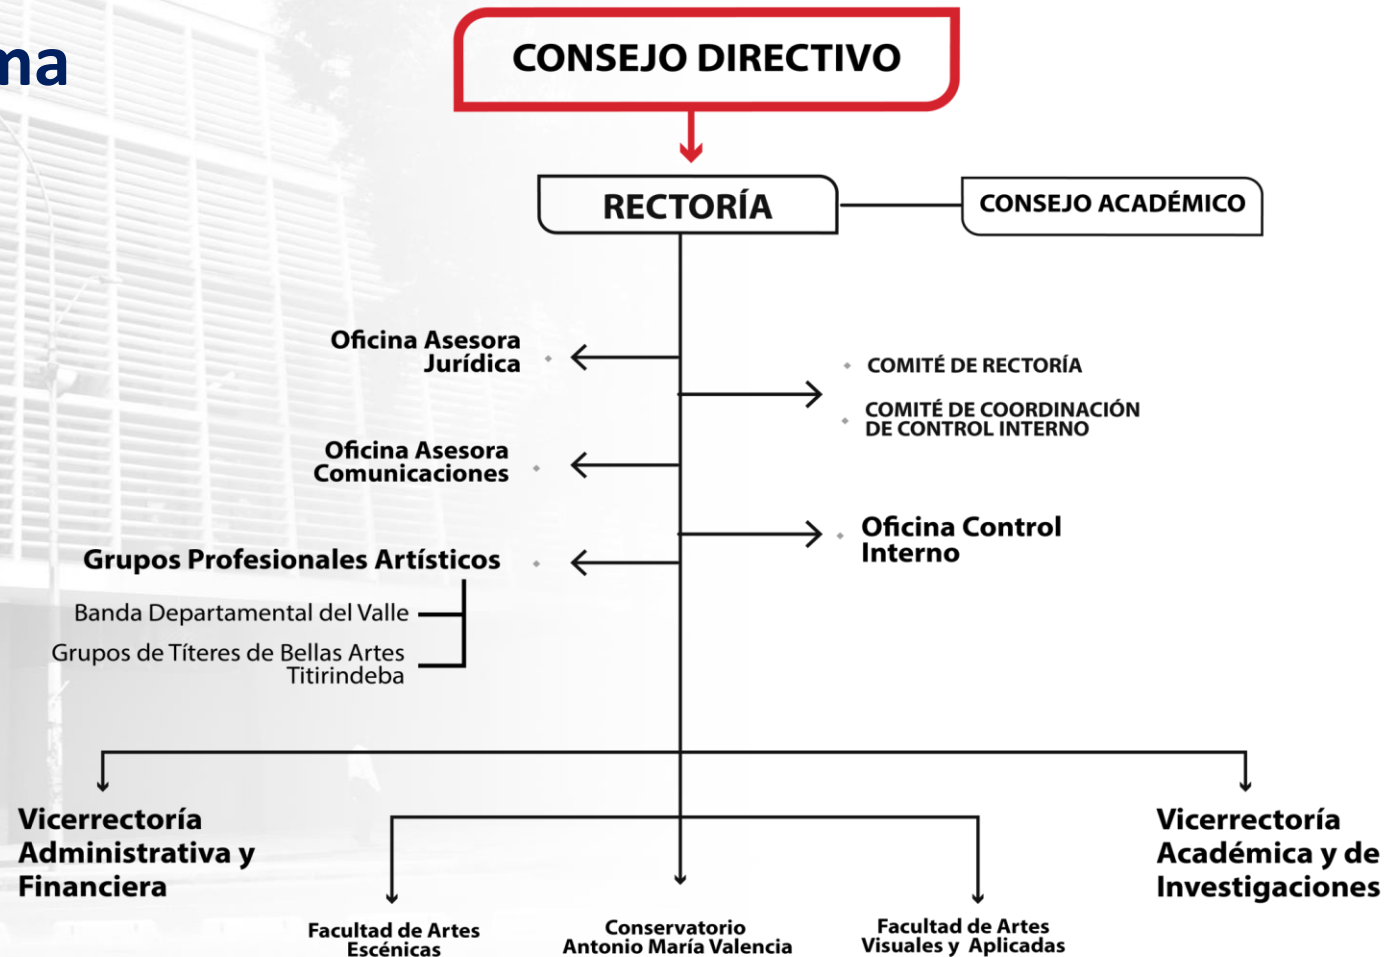 CONSEJO DIRECTIVO
RECTORÍA
CONSEJO ACADÉMICO
Oficina Asesora
Jurídica
COMITÉ DE RECTORÍA
COMITÉ DE COORDINACIÓN
DE CONTROL INTERNO
Oficina Asesora
Comunicaciones
Oficina Control
Interno
Grupos Profesionales Artísticos
Banda Departamental del Valle
Grupos de Títeres de Bellas Artes
Titirindeba
Vicerrectoría
Administrativa y
Financiera
Vicerrectoría
Académica y de
Investigaciones
Facultad de Artes
Escénicas
Conservatorio
Antonio María Valencia
Facultad de Artes
Visuales y Aplicadas